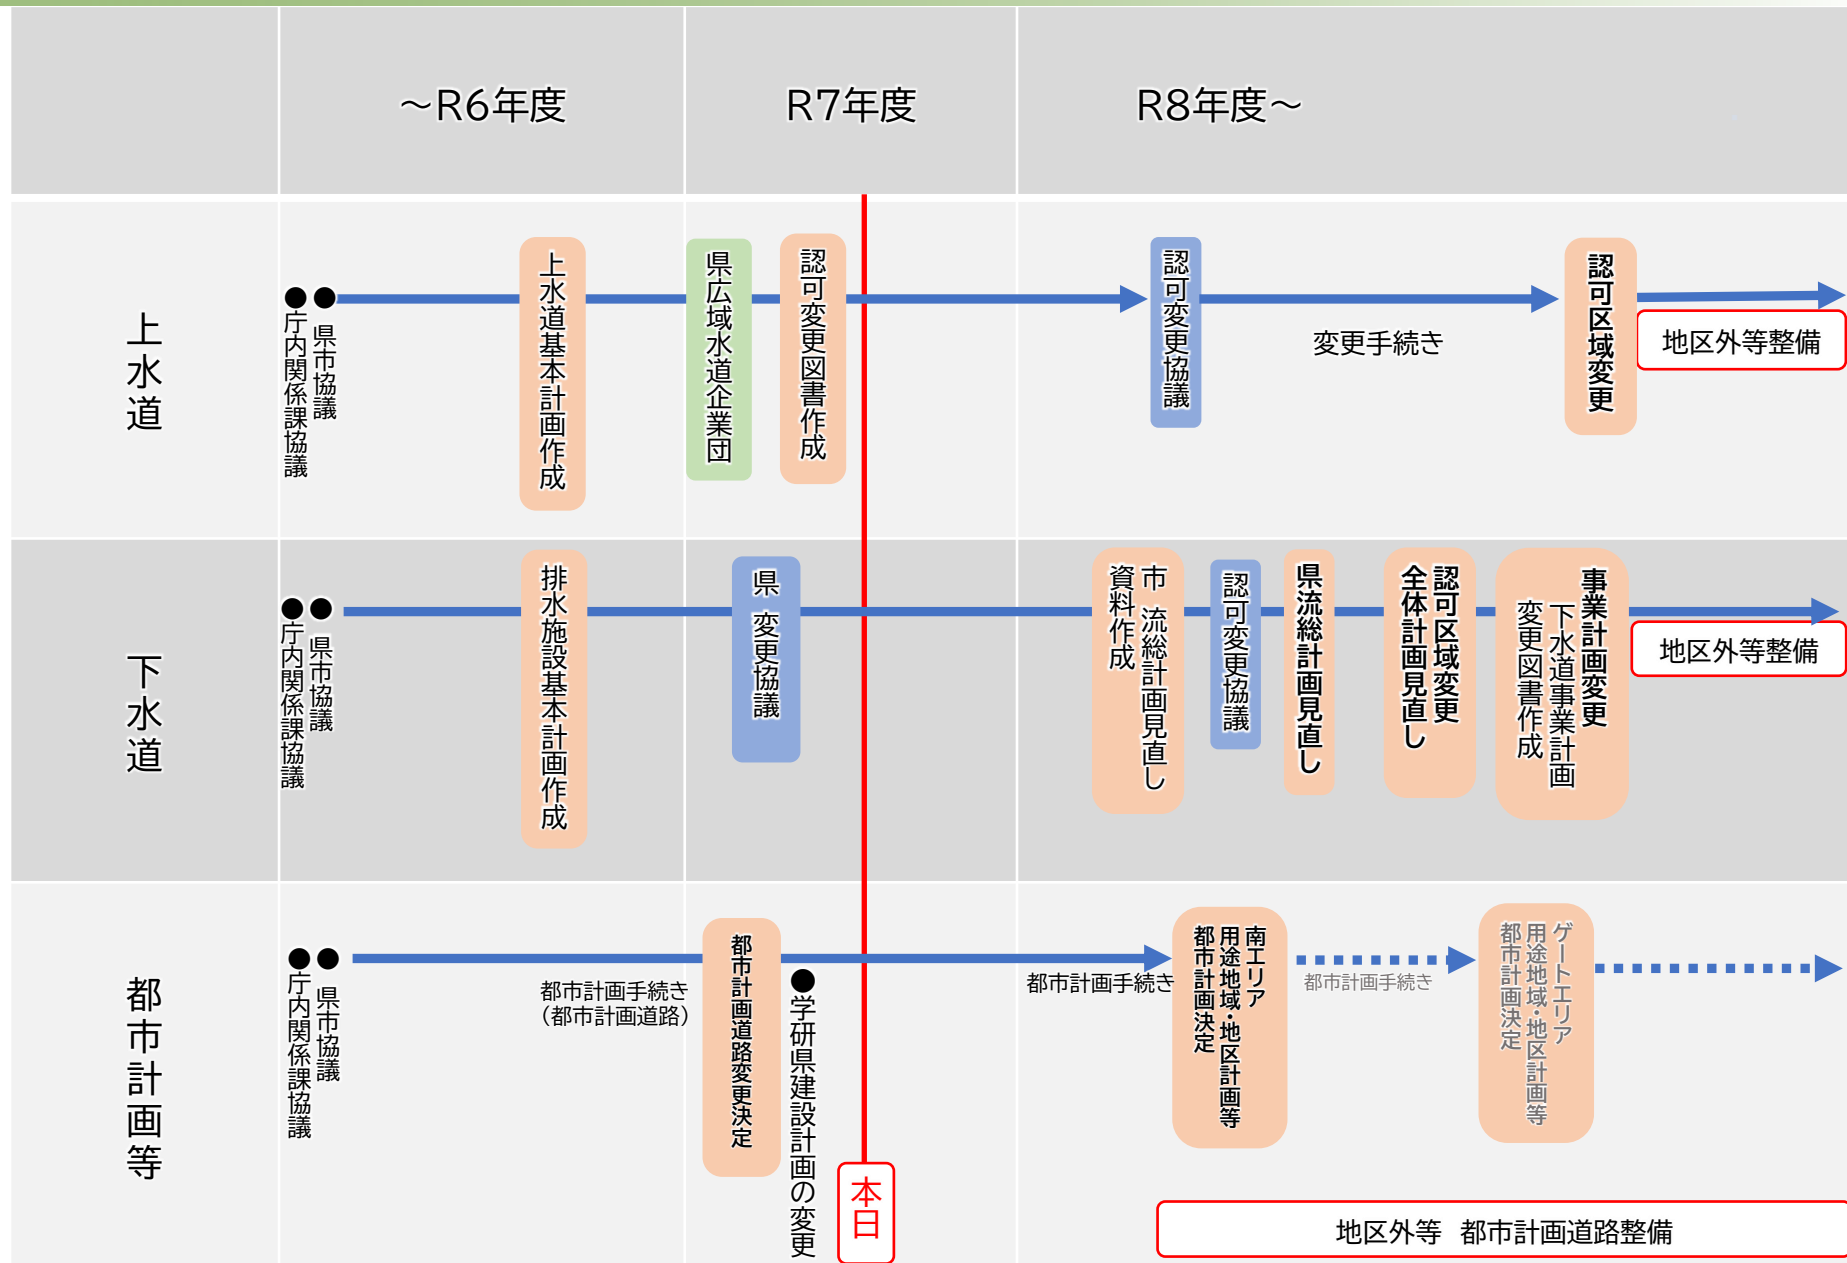 ～R6年度
R7年度
R8年度～
上水道
庁内関係課協議
県市協議
上水道基本計画作成
県広域水道企業団
認可変更図書作成
認可変更協議
変更手続き
認可区域変更
地区外等整備
下水道
庁内関係課協議
県市協議
排水施設基本計画作成
県 変更協議
市 流総計画見直し
資料作成
認可変更協議
県流総計画見直し
認可区域変更
全体計画見直し
事業計画変更
下水道事業計画
変更図書作成
地区外等整備
都市計画等
庁内関係課協議
県市協議
都市計画手続き
（都市計画道路）
都市計画道路変更決定
学研県建設計画の変更
本日
都市計画手続き
南エリア
用途地域・地区計画等
都市計画決定
都市計画手続き
ゲートエリア
用途地域・地区計画等
都市計画決定
地区外等 都市計画道路整備